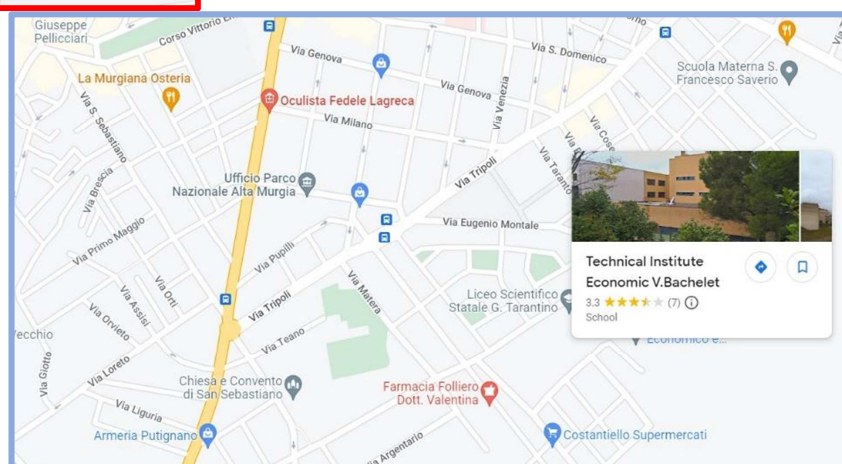 Giuseppe
Pellicciari
Corso Vittorio
La Murgiana Osteria
Via S. Sebastiano
Via Brescia
Via Primo Maggio
Via Genova
Via S. Domenico
Scuola Materna S.
Francesco Saverio
Oculista Fedele Lagreca
Via Genova
Via Venezia
Via Milano
Via Tripoli
Via Taranto
Ufficio Parco
Nazionale Alta Murgia
Via Eugenio Montale
Via Pupilli
Via Matera
Via Tripoli
Via Teano
Liceo Scientifico
Statale G. Tarantino
Technical Institute
Economic V.Bachelet
3.3 (7)
School
Economico e...
Via Orti
Via Assisi
Via Orvieto
Via Loreto
Via Giotto
Via Liguria
Chiesa e Convento
di San Sebastiano
Armeria Putignano
Farmacia Folliero
Dott. Valentina
Via Argentario
Costantiello Supermercati